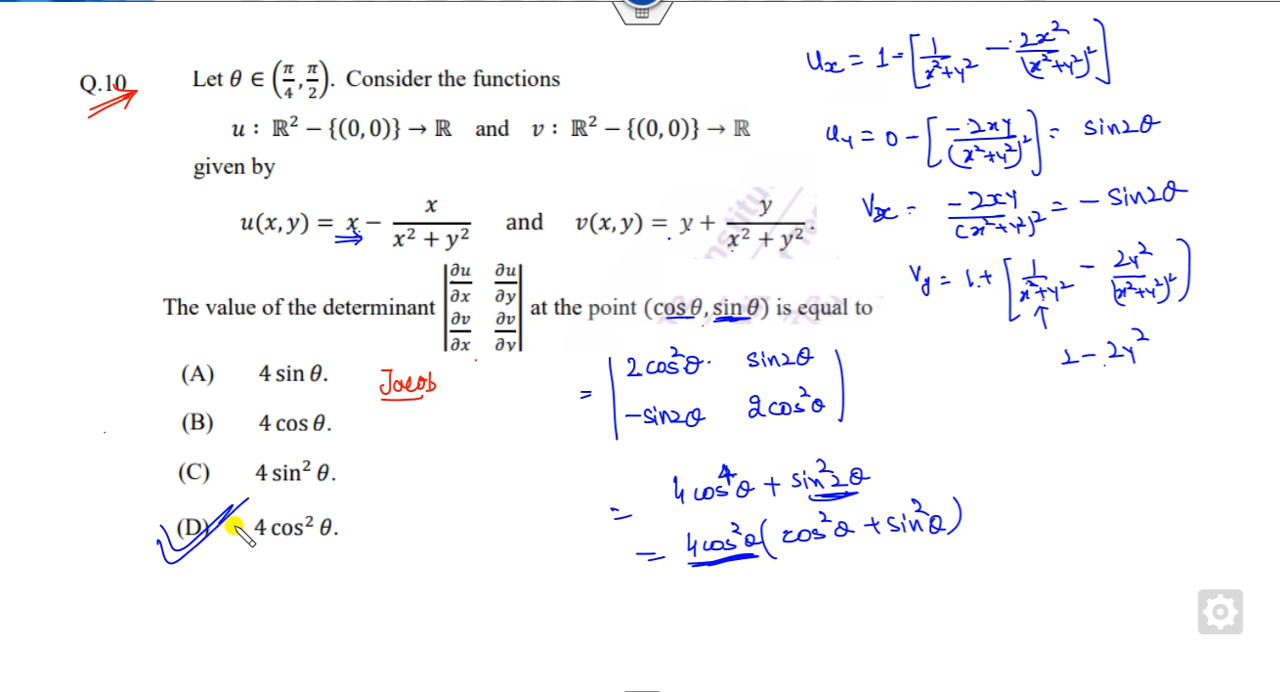 Q.10 Let θ ∈ (π/4, π/2). Consider the functions
u : ℝ² − {(0, 0)} → ℝ and v : ℝ² − {(0, 0)} → ℝ
given by
u(x, y) = x − x/(x² + y²) and v(x, y) = y + y/(x² + y²).
The value of the determinant |∂u/∂x ∂u/∂y; ∂v/∂x ∂v/∂y| at the point (cos θ, sin θ) is equal to
(A) 4 sin θ.
(B) 4 cos θ.
(C) 4 sin² θ.
(D) 4 cos² θ.
Jacob
uₓ = 1 - [1/(x²+y²) - 2x²/(x²+y²)²]
u_y = 0 - [-2xy/(x²+y²)²] = sin2θ
Vₓ = -2xy/(x²+y²)² = - sin2θ
V_y = 1 + [1/(x²+y²) - 2y²/(x²+y²)²]
1 - 2y²
= |2cos²θ sin2θ; -sin2θ 2cos²θ|
= 4cos⁴θ + sin²2θ
= 4cos²θ(cos²θ + sin²θ)